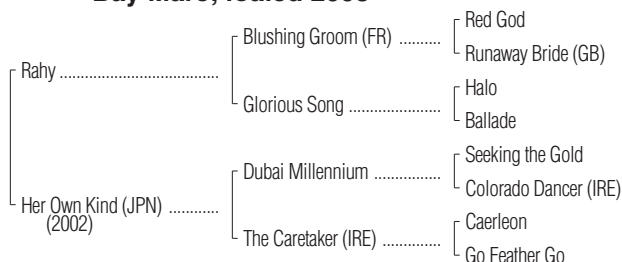 Bay Mare; foaled 2008
Red God
Blushing Groom (FR) ..........
Runaway Bride (GB)
Rahy .......................................
Halo
Glorious Song ......................
Ballade
Seeking the Gold
Dubai Millennium ................
Colorado Dancer (IRE)
Her Own Kind (JPN) ............
(2002)
Caerleon
The Caretaker (IRE) ..............
Go Feather Go